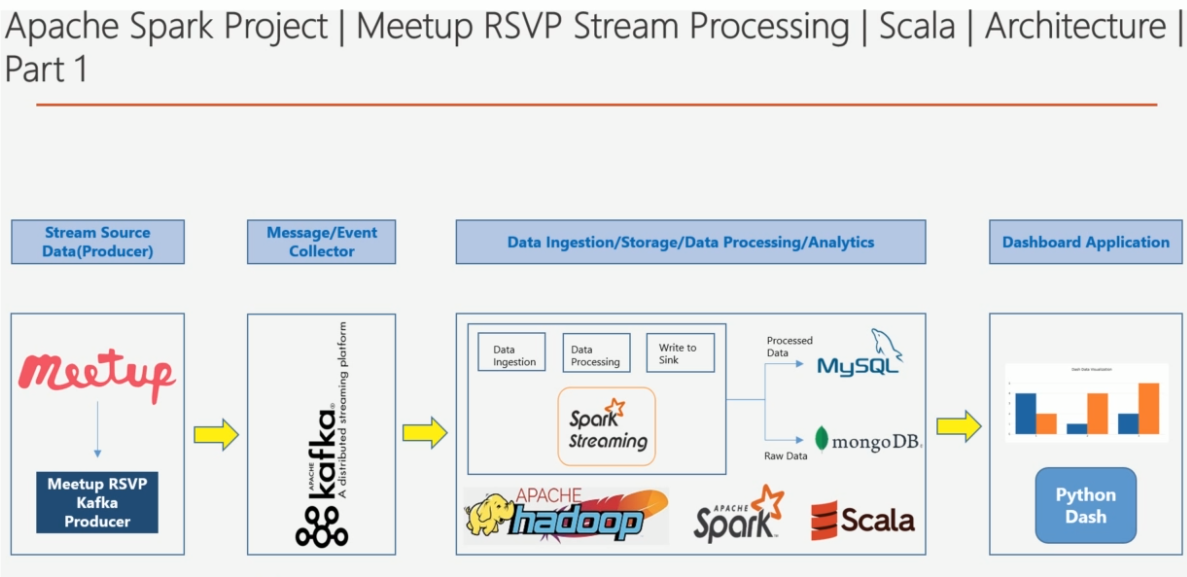 Apache Spark Project | Meetup RSVP Stream Processing | Scala | Architecture |
Part 1
Stream Source
Data(Producer)
Message/Event
Collector
Data Ingestion/Storage/Data Processing/Analytics
Dashboard Application
meetup
Meetup RSVP
Kafka
Producer
APACHE
kafka®
A distributed streaming platform
Data
Ingestion
Data
Processing
Write to
Sink
Spark
Streaming
Processed
Data
MySQL
Raw Data
mongoDB®
APACHE
hadoop
APACHE
Spark™
Scala
Dash Data Visualization
Python
Dash